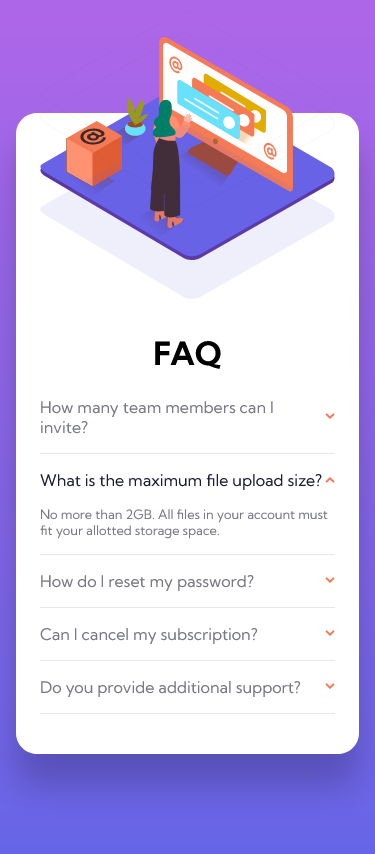 @
@
@
FAQ
How many team members can I
invite?
What is the maximum file upload size?
No more than 2GB. All files in your account must
fit your allotted storage space.
How do I reset my password?
Can I cancel my subscription?
Do you provide additional support?